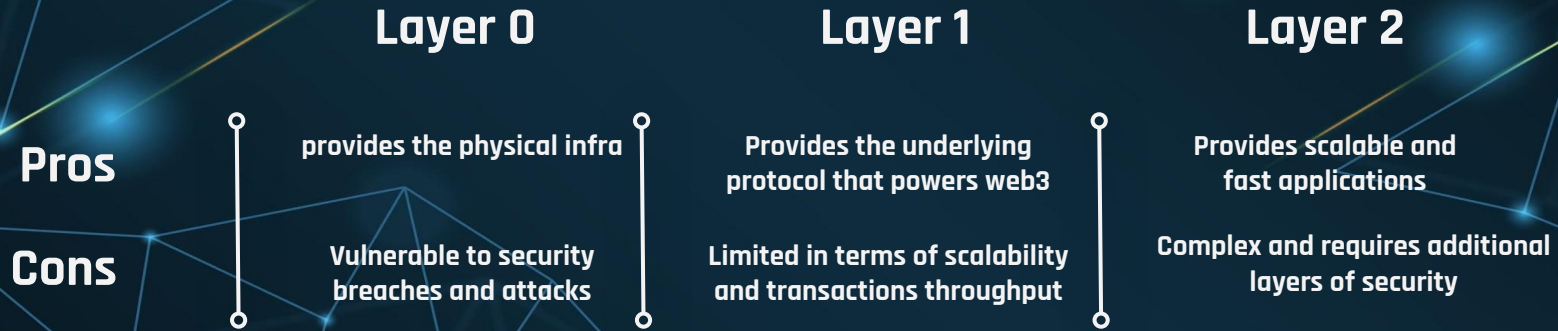 Layer 0
Layer 1
Layer 2
Pros
provides the physical infra
Provides the underlying
protocol that powers web3
Provides scalable and
fast applications
Cons
Vulnerable to security
breaches and attacks
Limited in terms of scalability
and transactions throughput
Complex and requires additional
layers of security